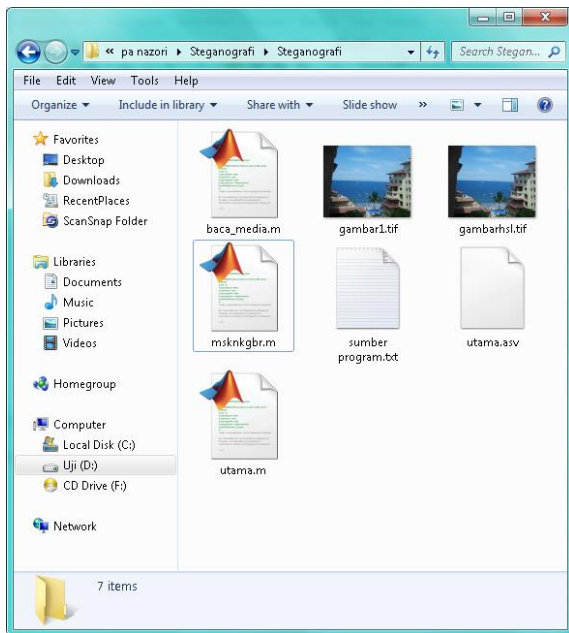 « pa nazori ▸ Steganografi ▸ Steganografi
Search Stegan...
File Edit View Tools Help
Organize Include in library Share with Slide show »
Favorites
Desktop
Downloads
RecentPlaces
ScanSnap Folder
Libraries
Documents
Music
Pictures
Videos
Homegroup
Computer
Local Disk (C:)
Uji (D:)
CD Drive (F:)
Network
baca_media.m
gambar1.tif
gambarhsl.tif
msknkgbr.m
sumber
program.txt
utama.asv
utama.m
7 items